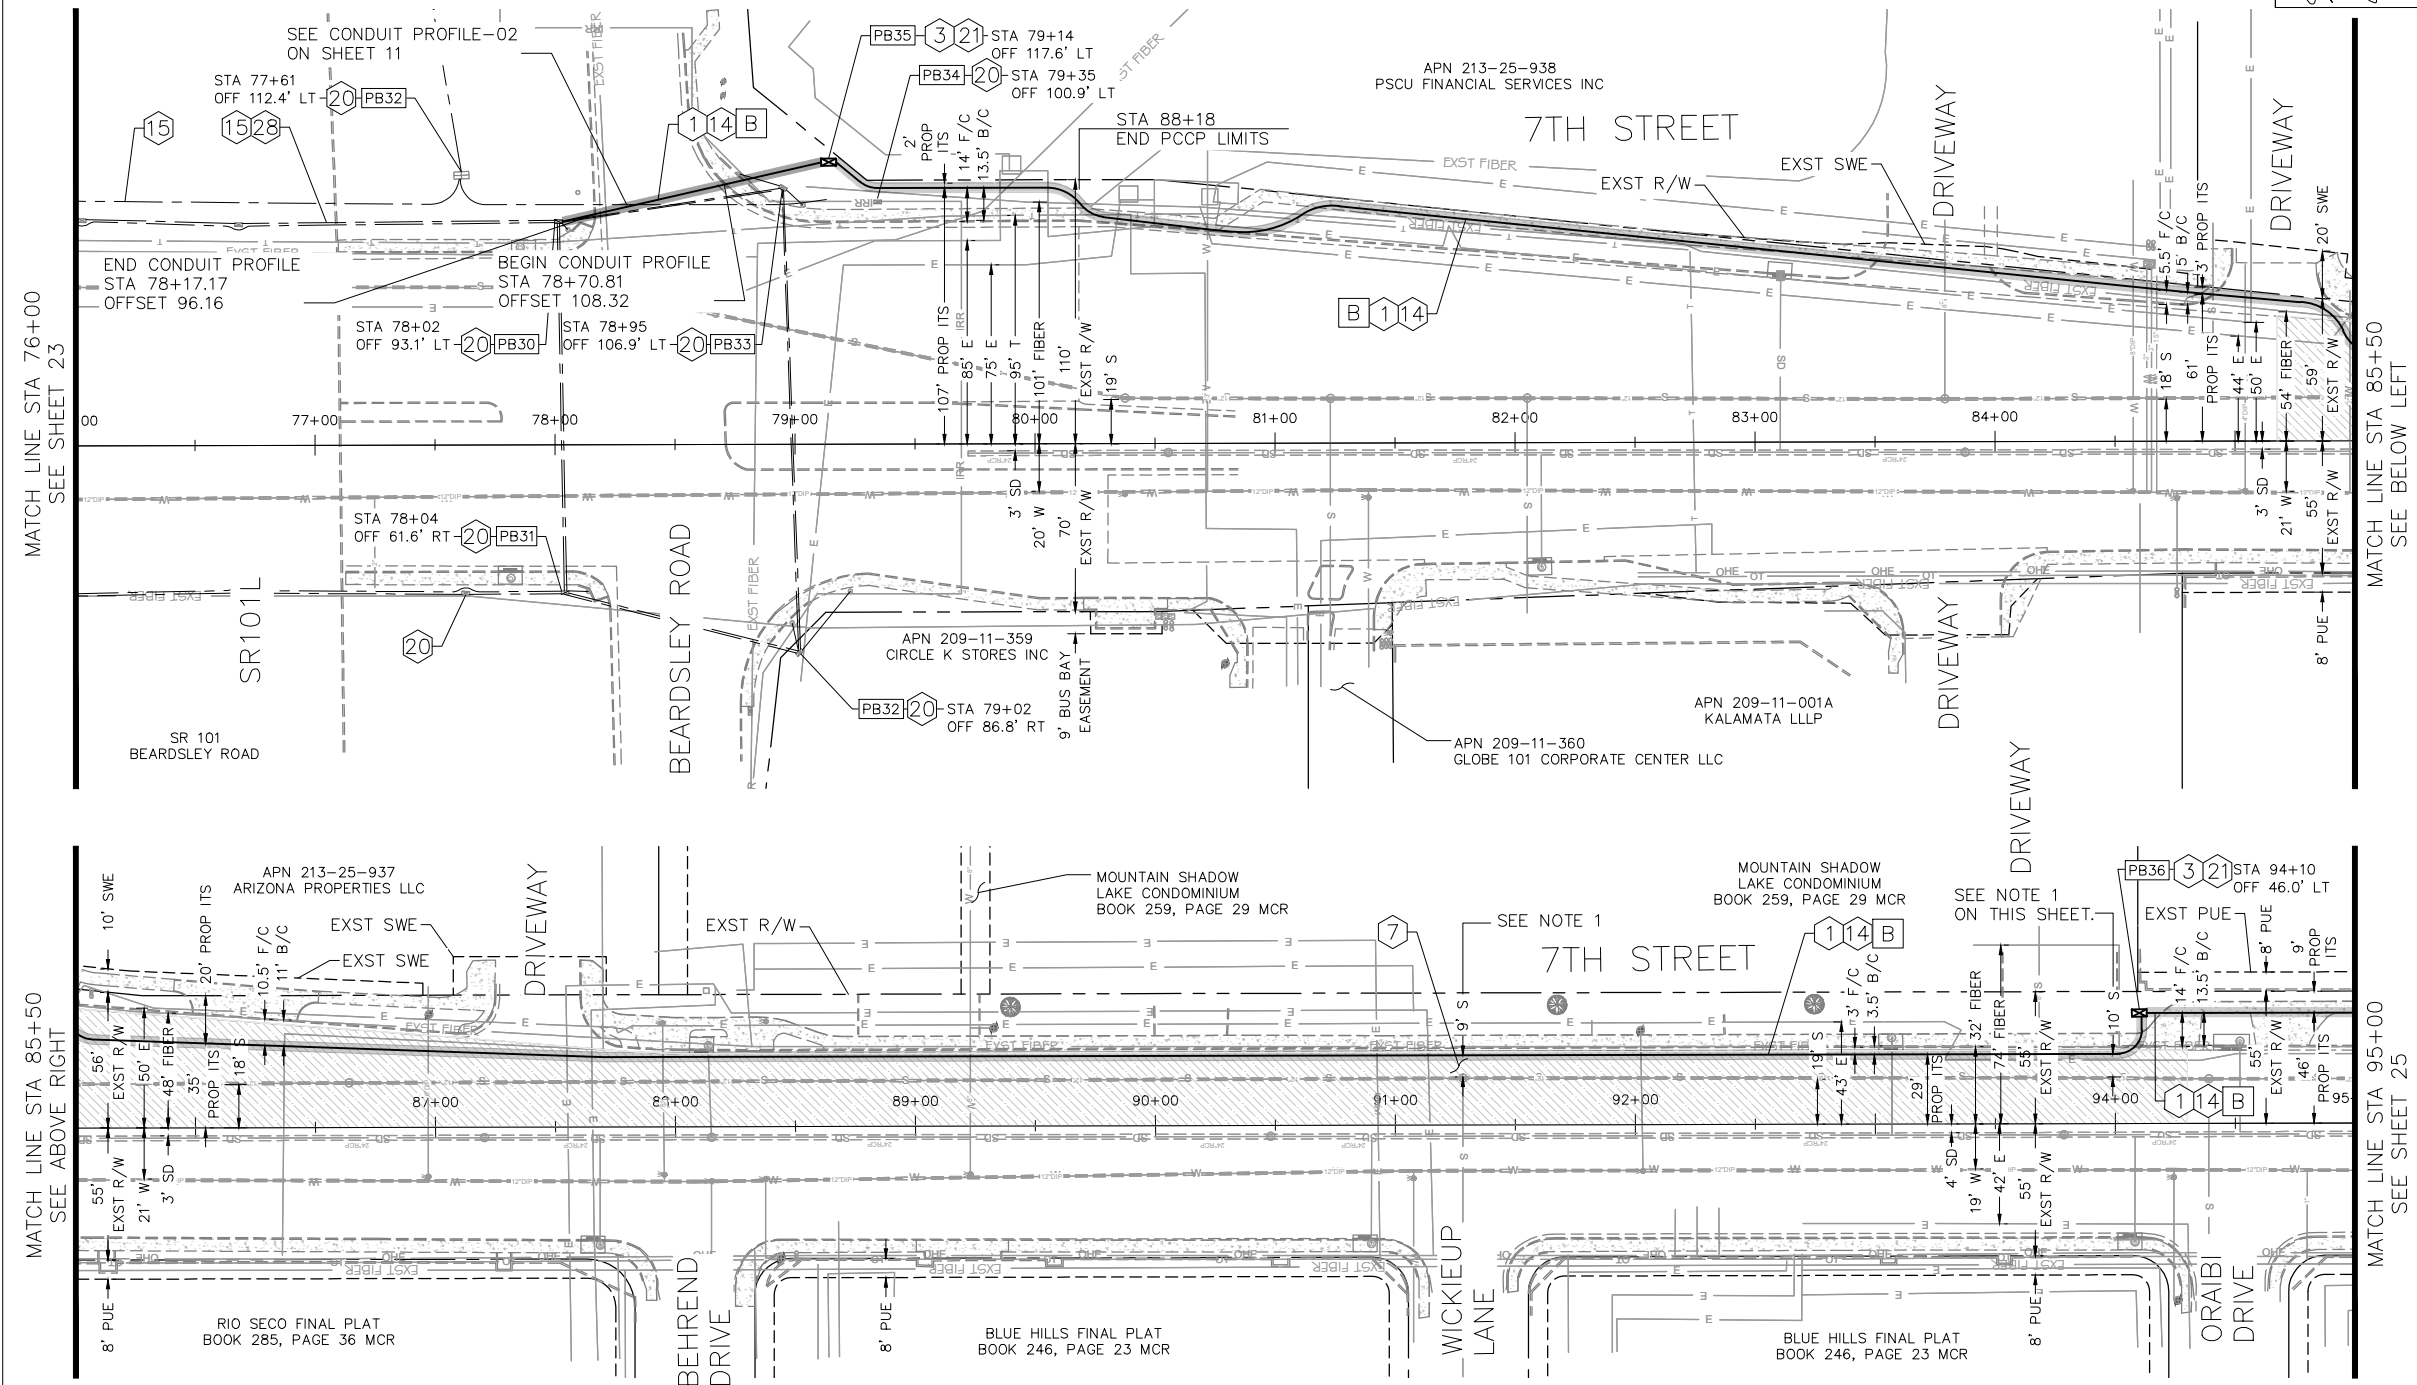 MATCH LINE STA 76+00
SEE SHEET 23
SEE CONDUIT PROFILE-02
ON SHEET 11
STA 77+61
OFF 112.4' LT
20
PB32
15
15
28
1
14
B
PB35
3
21
STA 79+14
OFF 117.6' LT
PB34
20
STA 79+35
OFF 100.9' LT
2'
PROP
ITS
14' F/C
13.5' B/C
STA 88+18
END PCCP LIMITS
APN 213-25-938
PSCU FINANCIAL SERVICES INC
7TH STREET
EXST FIBER
EXST SWE
EXST R/W
DRIVEWAY
DRIVEWAY
5.5' F/C
5' B/C
3' PROP ITS
20' SWE
END CONDUIT PROFILE
STA 78+17.17
OFFSET 96.16
BEGIN CONDUIT PROFILE
STA 78+70.81
OFFSET 108.32
STA 78+02
OFF 93.1' LT
20
PB30
STA 78+95
OFF 106.9' LT
20
PB33
B
1
14
107' PROP ITS
85' E
75' E
95' T
101' FIBER
110'
EXST R/W
19' S
18' S
61'
PROP ITS
44' E
50' E
54' FIBER
59'
EXST R/W
00
77+00
78+00
79+00
80+00
81+00
82+00
83+00
84+00
3' SD
20' W
70'
EXST R/W
3' SD
21' W
55'
EXST R/W
STA 78+04
OFF 61.6' RT
20
PB31
SR101L
BEARDSLEY ROAD
20
APN 209-11-359
CIRCLE K STORES INC
PB32
20
STA 79+02
OFF 86.8' RT
9' BUS BAY
EASEMENT
SR 101
BEARDSLEY ROAD
APN 209-11-360
GLOBE 101 CORPORATE CENTER LLC
APN 209-11-001A
KALAMATA LLLP
DRIVEWAY
8' PUE
MATCH LINE STA 85+50
SEE BELOW LEFT
MATCH LINE STA 85+50
SEE ABOVE RIGHT
10' SWE
APN 213-25-937
ARIZONA PROPERTIES LLC
20' PROP ITS
10.5' F/C
11' B/C
EXST SWE
EXST SWE
DRIVEWAY
EXST R/W
MOUNTAIN SHADOW
LAKE CONDOMINIUM
BOOK 259, PAGE 29 MCR
7
SEE NOTE 1
7TH STREET
MOUNTAIN SHADOW
LAKE CONDOMINIUM
BOOK 259, PAGE 29 MCR
1
14
B
DRIVEWAY
SEE NOTE 1
ON THIS SHEET.
PB36
3
21
STA 94+10
OFF 46.0' LT
EXST PUE
8' PUE
9'
PROP
ITS
14' F/C
13.5' B/C
56'
EXST R/W
50' E
48' FIBER
35'
PROP ITS
18' S
9' S
19' S
43' E
3' F/C
3.5' B/C
29'
PROP ITS
32' FIBER
74' FIBER
55'
EXST R/W
10' S
1
14
B
55'
EXST R/W
46'
PROP ITS
87+00
88+00
89+00
90+00
91+00
92+00
94+00
95
55'
EXST R/W
21' W
3' SD
4' SD
19' W
42' E
55'
EXST R/W
8' PUE
RIO SECO FINAL PLAT
BOOK 285, PAGE 36 MCR
BEHREND
DRIVE
8' PUE
BLUE HILLS FINAL PLAT
BOOK 246, PAGE 23 MCR
WICKIEUP
LANE
BLUE HILLS FINAL PLAT
BOOK 246, PAGE 23 MCR
8' PUE
ORAIBI
DRIVE
MATCH LINE STA 95+00
SEE SHEET 25